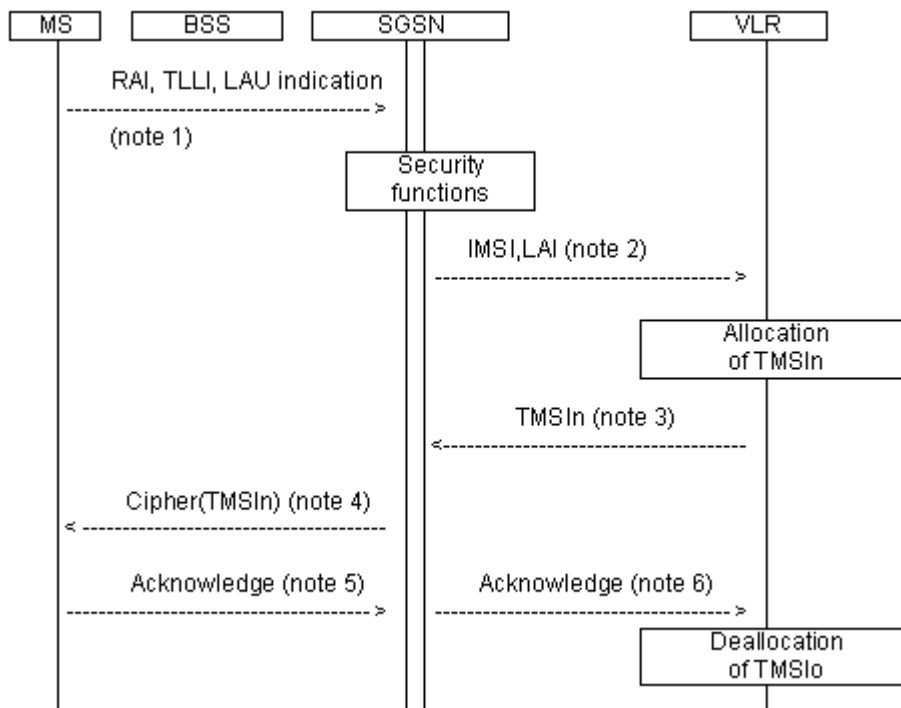 MS BSS SGSN VLR
RAI, TLLI, LAU indication
(note 1)
Security
functions
IMSI,LAI (note 2)
Allocation
of TMSIn
TMSIn (note 3)
Cipher(TMSIn) (note 4)
Acknowledge (note 5) Acknowledge (note 6)
Deallocation
of TMSIo